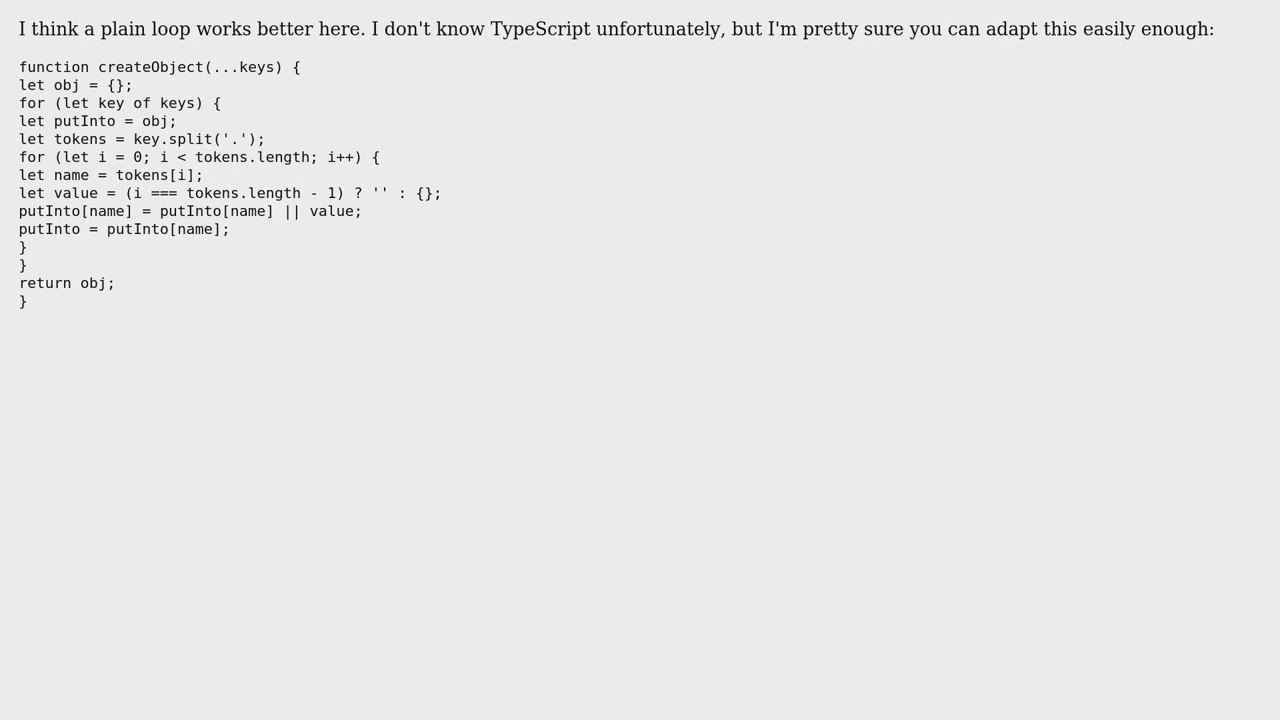 I think a plain loop works better here. I don't know TypeScript unfortunately, but I'm pretty sure you can adapt this easily enough:
function createObject(...keys) {
let obj = {};
for (let key of keys) {
let putInto = obj;
let tokens = key.split('.');
for (let i = 0; i < tokens.length; i++) {
let name = tokens[i];
let value = (i === tokens.length - 1) ? '' : {};
putInto[name] = putInto[name] || value;
putInto = putInto[name];
}
}
return obj;
}